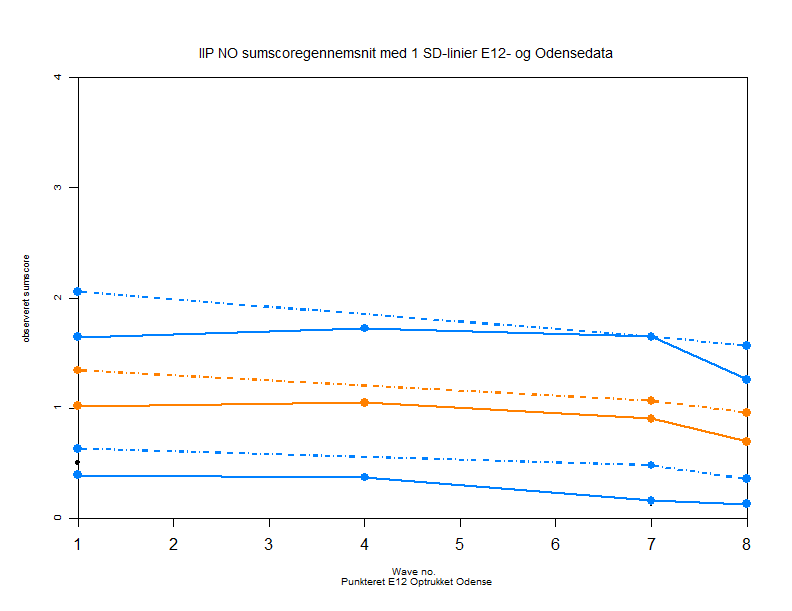 IIP NO sumscoregennemsnit med 1 SD-linier E12- og Odensedata
4
3
2
1
0
observeret sumscore
1 2 3 4 5 6 7 8
Wave no.
Punkteret E12 Optrukket Odense